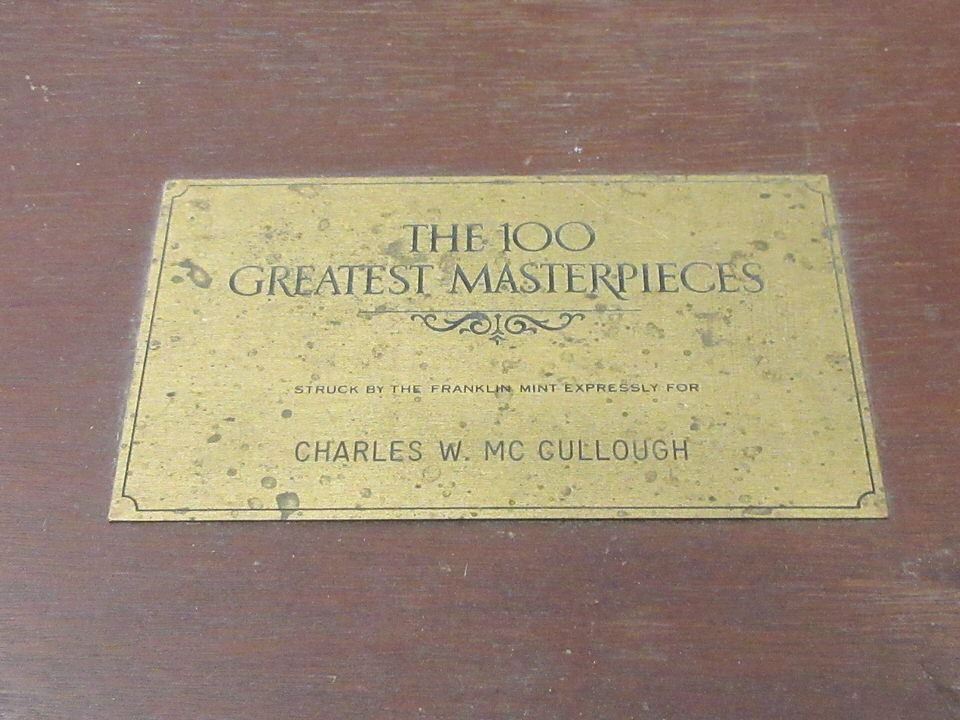 THE 100
GREATEST MASTERPIECES
STRUCK BY THE FRANKLIN MINT EXPRESSLY FOR
CHARLES W. MC CULLOUGH